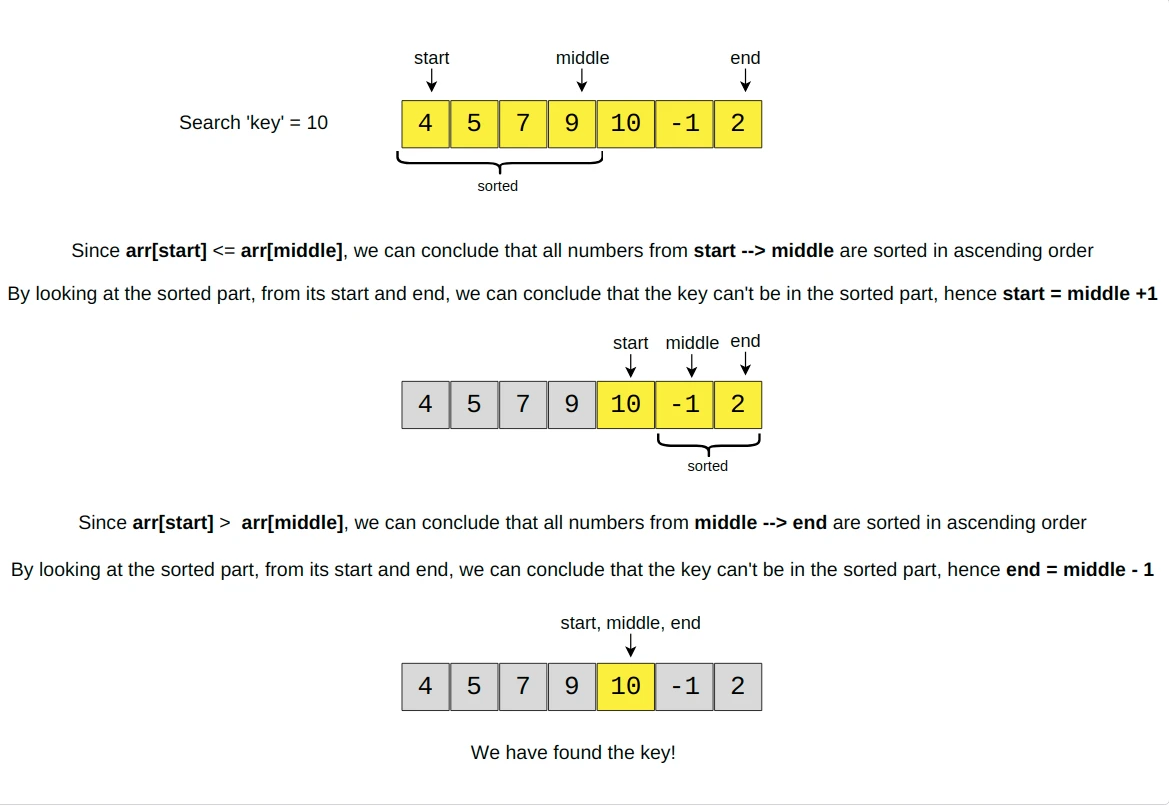 start middle end
Search 'key' = 10
4 5 7 9 10 -1 2
sorted
Since arr[start] <= arr[middle], we can conclude that all numbers from start --> middle are sorted in ascending order
By looking at the sorted part, from its start and end, we can conclude that the key can't be in the sorted part, hence start = middle +1
start middle end
4 5 7 9 10 -1 2
sorted
Since arr[start] > arr[middle], we can conclude that all numbers from middle --> end are sorted in ascending order
By looking at the sorted part, from its start and end, we can conclude that the key can't be in the sorted part, hence end = middle - 1
start, middle, end
4 5 7 9 10 -1 2
We have found the key!